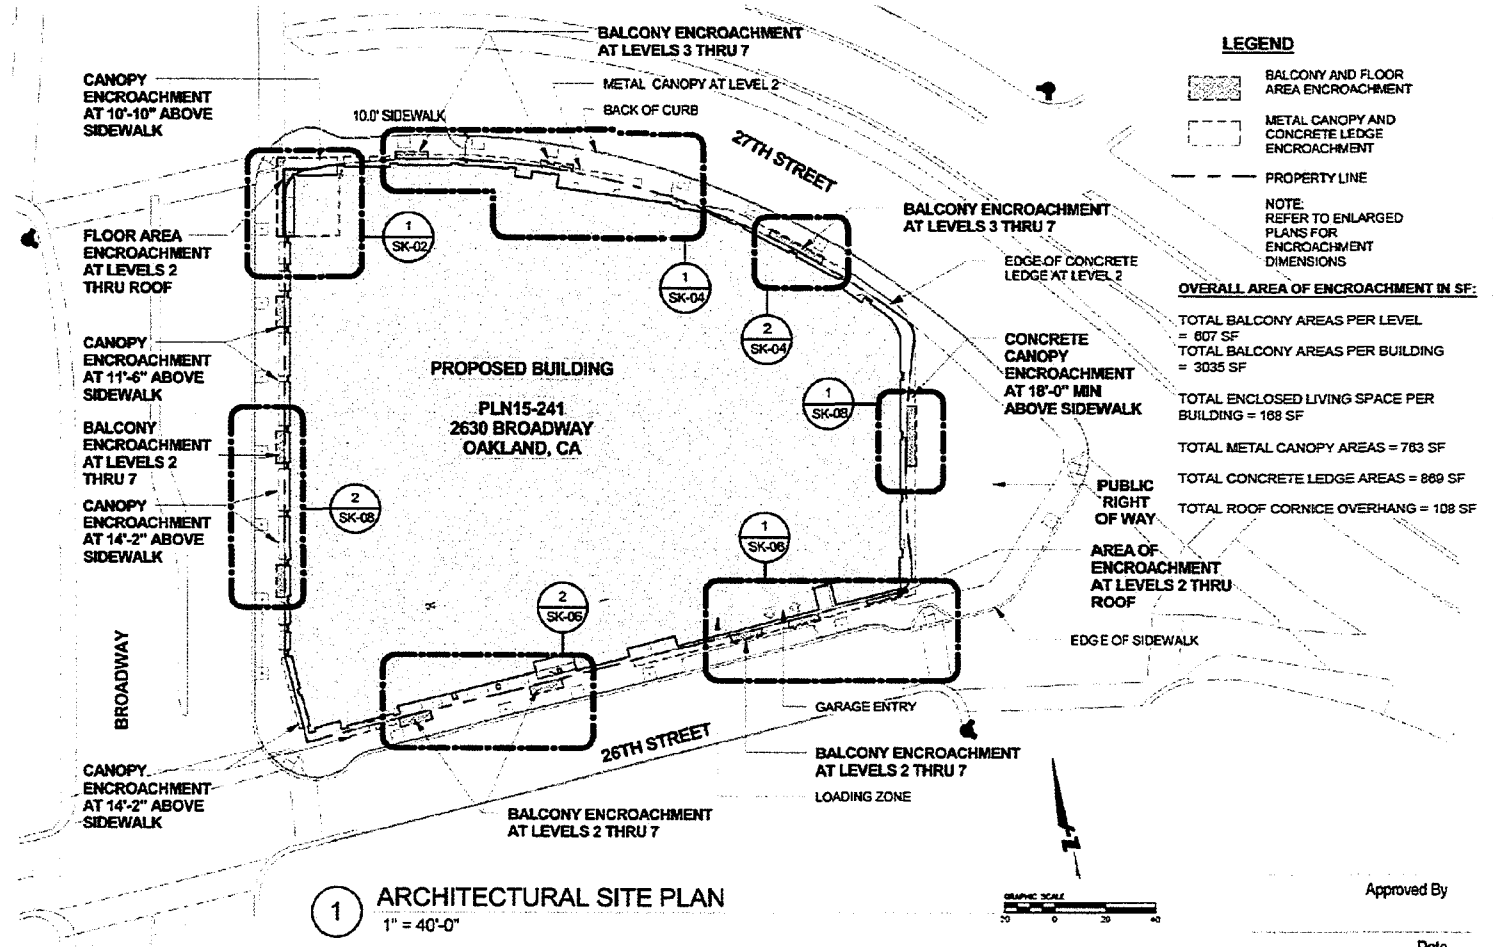 BALCONY ENCROACHMENT
AT LEVELS 3 THRU 7
METAL CANOPY AT LEVEL 2
BACK OF CURB
CANOPY
ENCROACHMENT
AT 10'-10" ABOVE
SIDEWALK
10.0' SIDEWALK
27TH STREET
1
SK-02
FLOOR AREA
ENCROACHMENT
AT LEVELS 2
THRU ROOF
1
SK-04
BALCONY ENCROACHMENT
AT LEVELS 3 THRU 7
EDGE OF CONCRETE
LEDGE AT LEVEL 2
2
SK-04
CANOPY
ENCROACHMENT
AT 11'-6" ABOVE
SIDEWALK
PROPOSED BUILDING
PLN15-241
2630 BROADWAY
OAKLAND, CA
CONCRETE
CANOPY
ENCROACHMENT
AT 18'-0" MIN
ABOVE SIDEWALK
1
SK-08
BALCONY
ENCROACHMENT
AT LEVELS 2
THRU 7
2
SK-08
CANOPY
ENCROACHMENT
AT 14'-2" ABOVE
SIDEWALK
PUBLIC
RIGHT
OF WAY
1
SK-06
AREA OF
ENCROACHMENT
AT LEVELS 2 THRU
ROOF
2
SK-06
EDGE OF SIDEWALK
BROADWAY
GARAGE ENTRY
26TH STREET
BALCONY ENCROACHMENT
AT LEVELS 2 THRU 7
LOADING ZONE
CANOPY
ENCROACHMENT
AT 14'-2" ABOVE
SIDEWALK
BALCONY ENCROACHMENT
AT LEVELS 2 THRU 7
LEGEND
BALCONY AND FLOOR
AREA ENCROACHMENT
METAL CANOPY AND
CONCRETE LEDGE
ENCROACHMENT
PROPERTY LINE
NOTE:
REFER TO ENLARGED
PLANS FOR
ENCROACHMENT
DIMENSIONS
OVERALL AREA OF ENCROACHMENT IN SF:
TOTAL BALCONY AREAS PER LEVEL
= 607 SF
TOTAL BALCONY AREAS PER BUILDING
= 3035 SF
TOTAL ENCLOSED LIVING SPACE PER
BUILDING = 168 SF
TOTAL METAL CANOPY AREAS = 763 SF
TOTAL CONCRETE LEDGE AREAS = 869 SF
TOTAL ROOF CORNICE OVERHANG = 108 SF
N
1
ARCHITECTURAL SITE PLAN
1" = 40'-0"
GRAPHIC SCALE
20 0 20 40
Approved By
Date